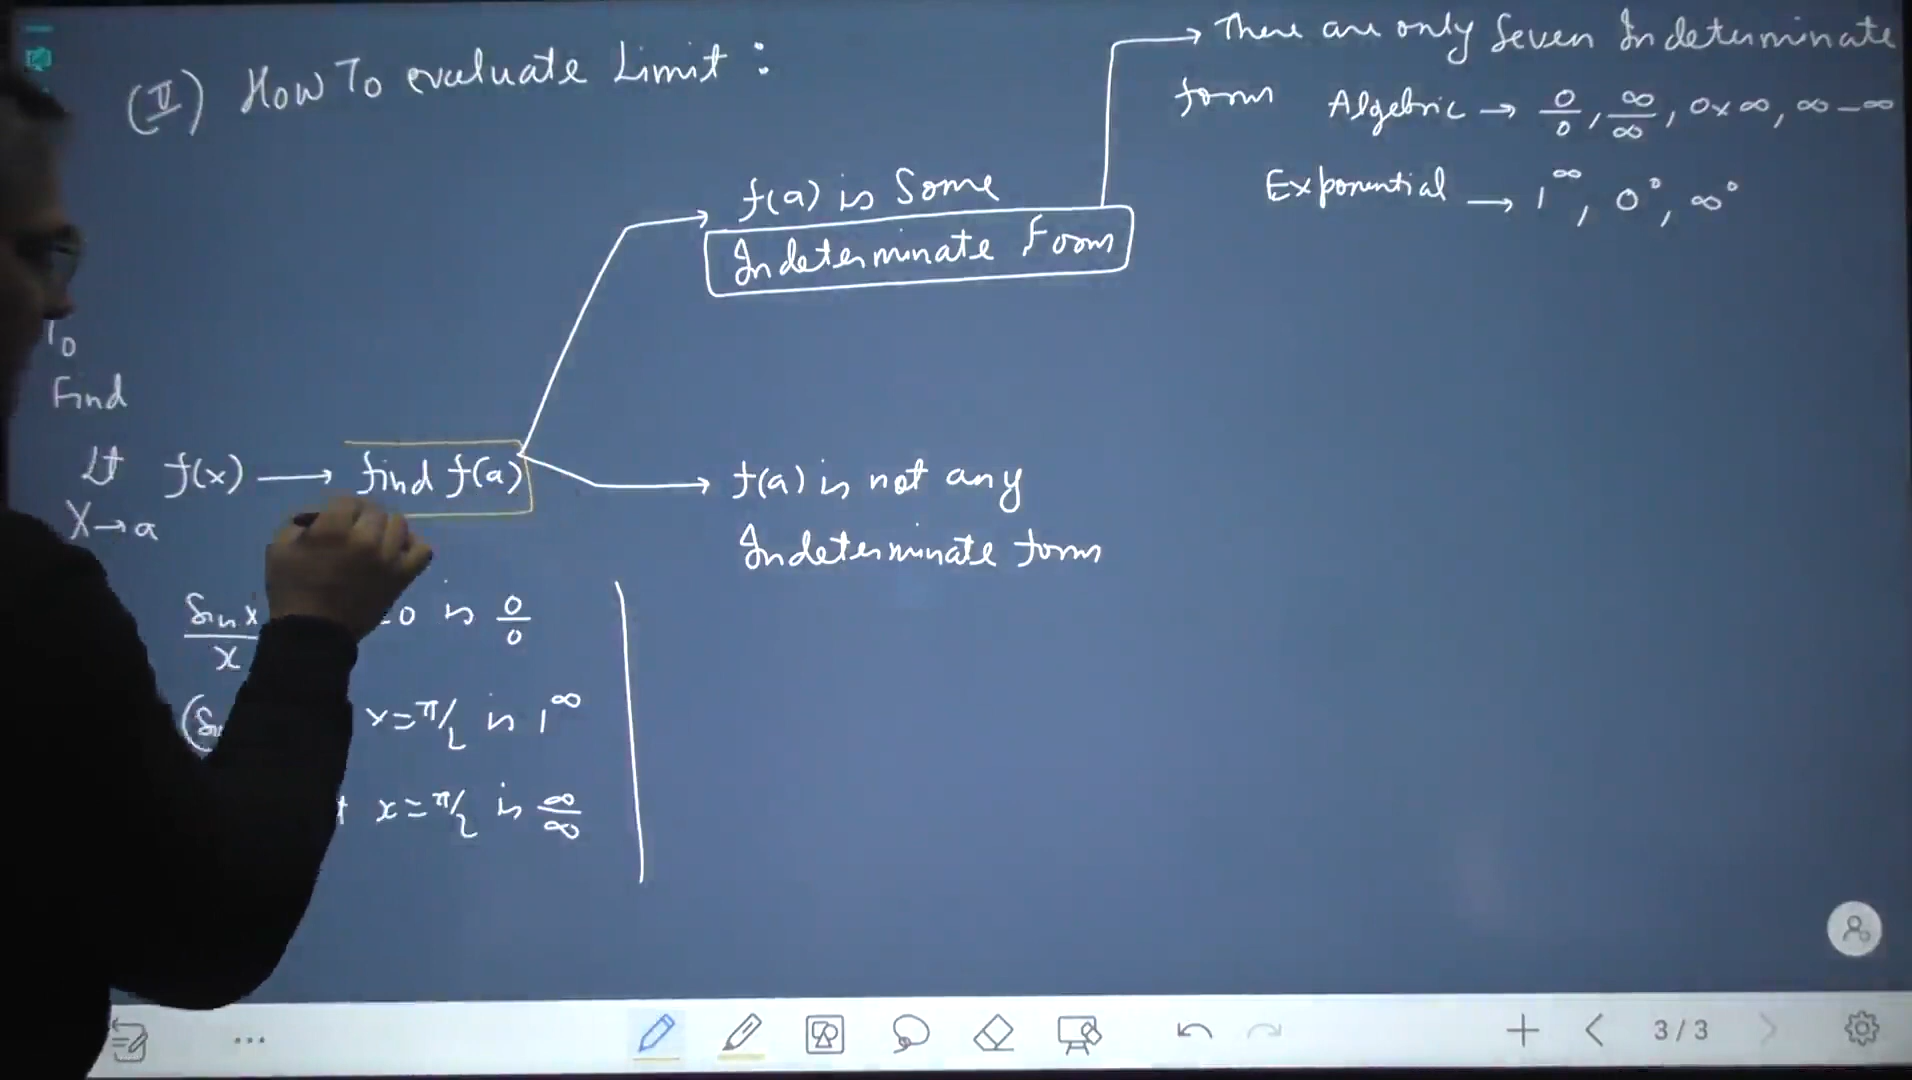 (II) How To evaluate Limit :
There are only Seven Indeterminate
form Algebric → 0/0, ∞/∞, 0×∞, ∞−∞
Exponential → 1^∞, 0^0, ∞^0
f(a) is Some
Indeterminate Form
To
Find
Lt f(x) → find f(a)
x→a
f(a) is not any
Indeterminate form
Sin x/x =0 is 0/0
x=π/2 is 1^∞
x=π/2 is ∞/∞
3/3